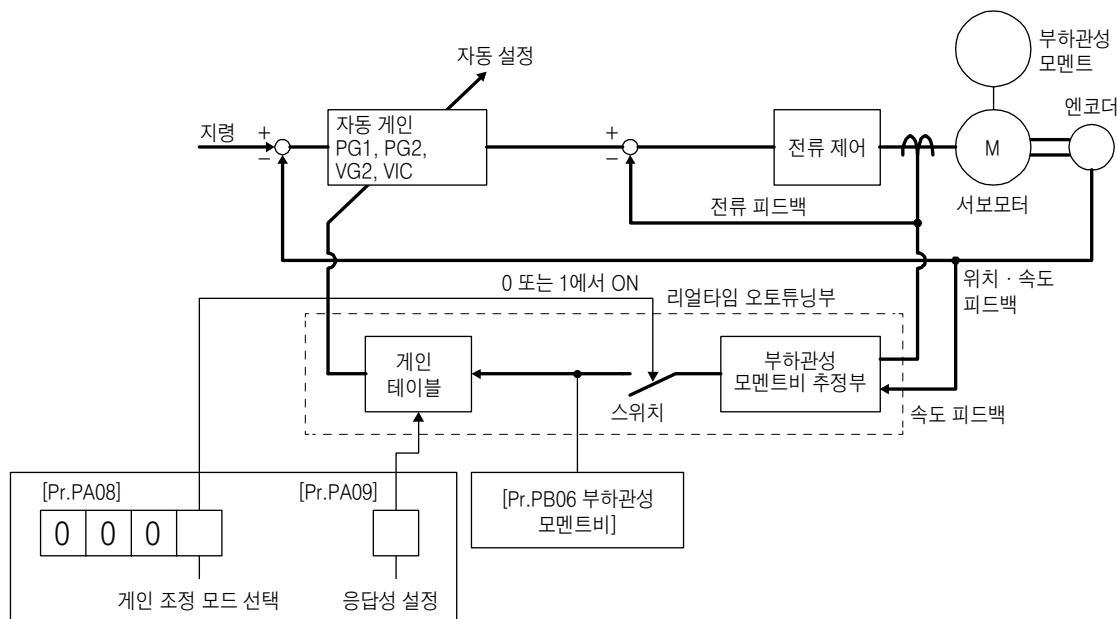 부하관성
모멘트
자동 설정
엔코더
지령
+
−
자동 게인
PG1, PG2,
VG2, VIC
+
−
전류 제어
M
서보모터
전류 피드백
위치 · 속도
피드백
0 또는 1에서 ON
리얼타임 오토튜닝부
게인
테이블
스위치
부하관성
모멘트비 추정부
속도 피드백
[Pr.PA08]
[Pr.PA09]
[Pr.PB06 부하관성
모멘트비]
0 0 0
게인 조정 모드 선택
응답성 설정